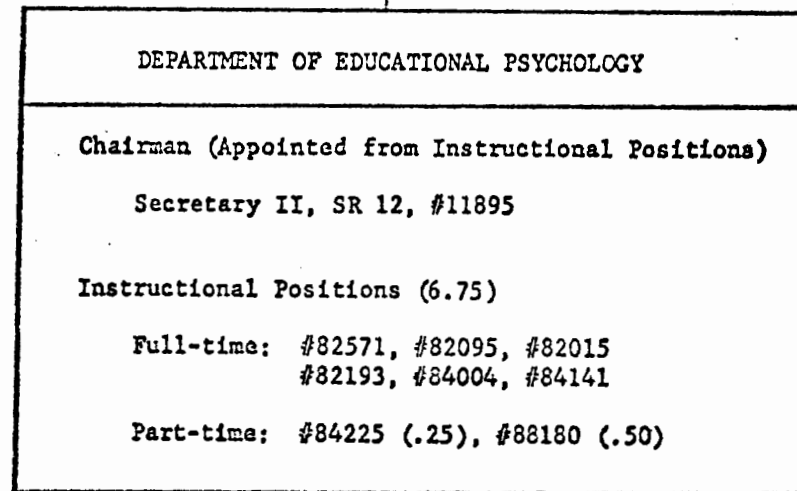 DEPARTMENT OF EDUCATIONAL PSYCHOLOGY
Chairman (Appointed from Instructional Positions)
Secretary II, SR 12, #11895
Instructional Positions (6.75)
Full-time: #82571, #82095, #82015
#82193, #84004, #84141
Part-time: #84225 (.25), #88180 (.50)